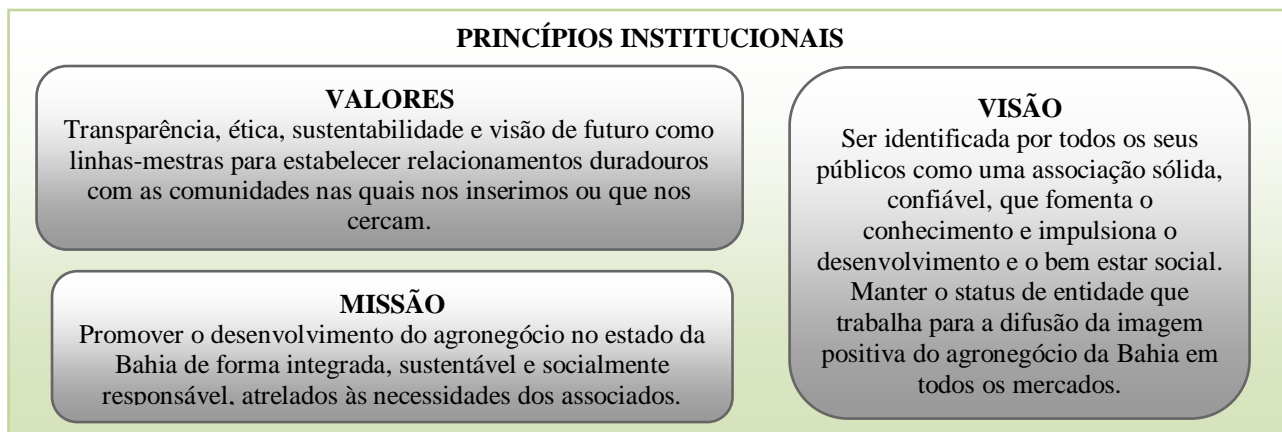 PRINCÍPIOS INSTITUCIONAIS
VALORES
Transparência, ética, sustentabilidade e visão de futuro como
linhas-mestras para estabelecer relacionamentos duradouros
com as comunidades nas quais nos inserimos ou que nos
cercam.
MISSÃO
Promover o desenvolvimento do agronegócio no estado da
Bahia de forma integrada, sustentável e socialmente
responsável, atrelados às necessidades dos associados.
VISÃO
Ser identificada por todos os seus
públicos como uma associação sólida,
confiável, que fomenta o
conhecimento e impulsiona o
desenvolvimento e o bem estar social.
Manter o status de entidade que
trabalha para a difusão da imagem
positiva do agronegócio da Bahia em
todos os mercados.